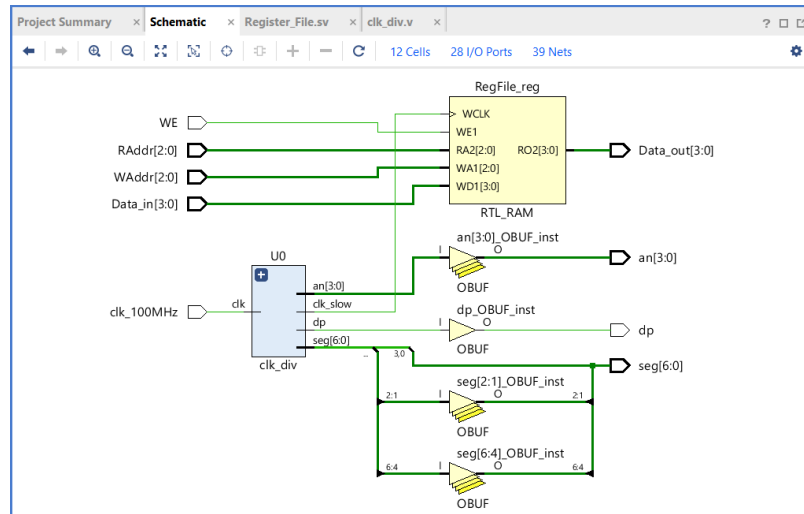 Project Summary × Schematic × Register_File.sv × clk_div.v × ?
12 Cells 28 I/O Ports 39 Nets
RegFile_reg
WE
RAddr[2:0]
WAddr[2:0]
Data_in[3:0]
WCLK
WE1
RA2[2:0] RO2[3:0]
WA1[2:0]
WD1[3:0]
Data_out[3:0]
RTL_RAM
an[3:0]_OBUF_inst
I O
an[3:0]
OBUF
U0
an[3:0]
clk_100MHz
clk
clk_slow
dp
seg[6:0]
clk_div
dp_OBUF_inst
I O
dp
OBUF
.. 3,0
seg[6:0]
seg[2:1]_OBUF_inst
2:1 I O 2:1
OBUF
seg[6:4]_OBUF_inst
6:4 I O 6:4
OBUF